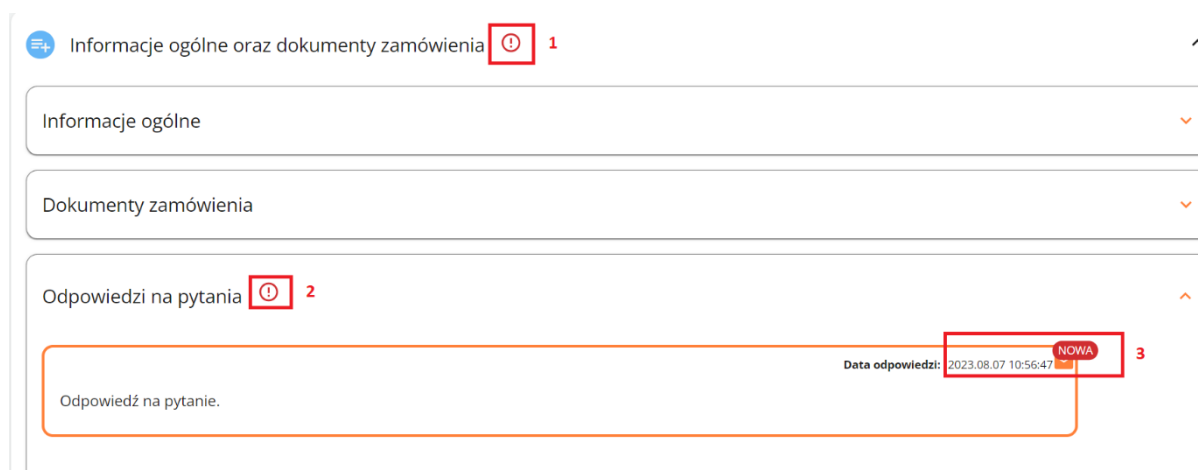 Informacje ogólne oraz dokumenty zamówienia 1
Informacje ogólne
Dokumenty zamówienia
Odpowiedzi na pytania 2
NOWA
Data odpowiedzi: 2023.08.07 10:56:47
3
Odpowiedź na pytanie.